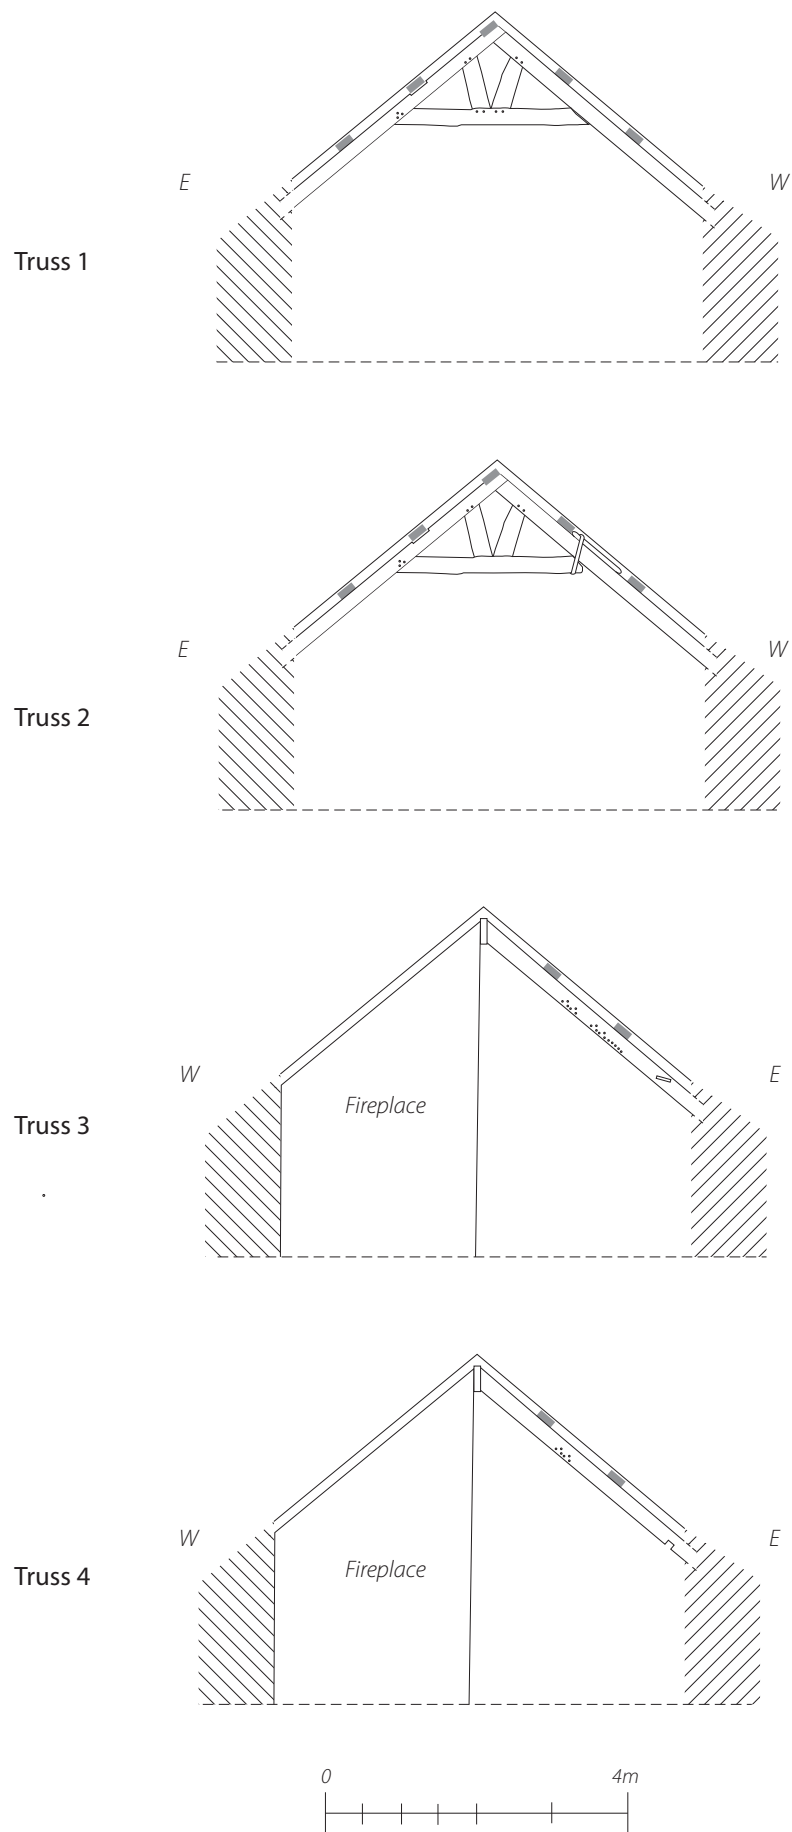 E W
Truss 1
E W
Truss 2
W E
Fireplace
Truss 3
W E
Fireplace
Truss 4
0 4m